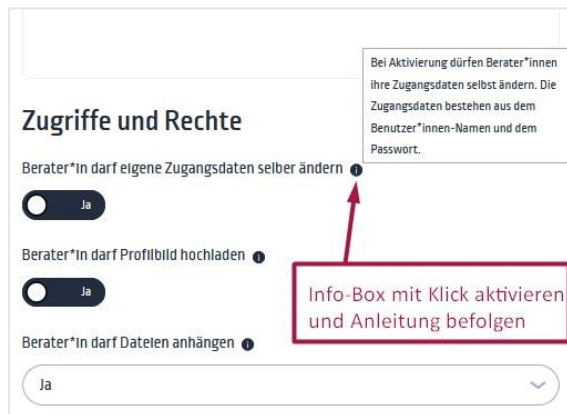 Bei Aktivierung dürfen Berater*innen
ihre Zugangsdaten selbst ändern. Die
Zugangsdaten bestehen aus dem
Benutzer*innen-Namen und dem
Passwort.
Zugriffe und Rechte
Berater*in darf eigene Zugangsdaten selber ändern
Ja
Berater*in darf Profilbild hochladen
Ja
Info-Box mit Klick aktivieren
und Anleitung befolgen
Berater*in darf Dateien anhängen
Ja